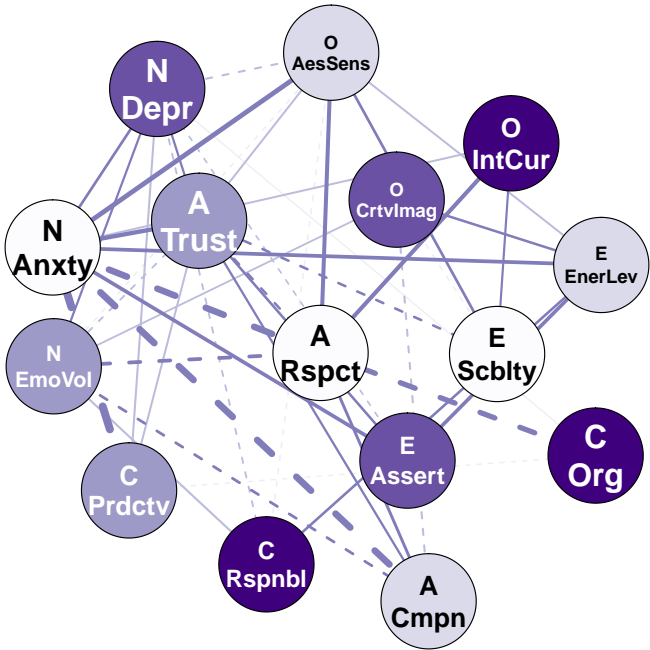 O
AesSens
N
Depr
O
IntCur
O
CrtvImag
A
Trust
N
Anxty
E
EnerLev
A
Rspct
E
Scblty
N
EmoVol
E
Assert
C
Org
C
Prdctv
C
Rspnbl
A
Cmpn